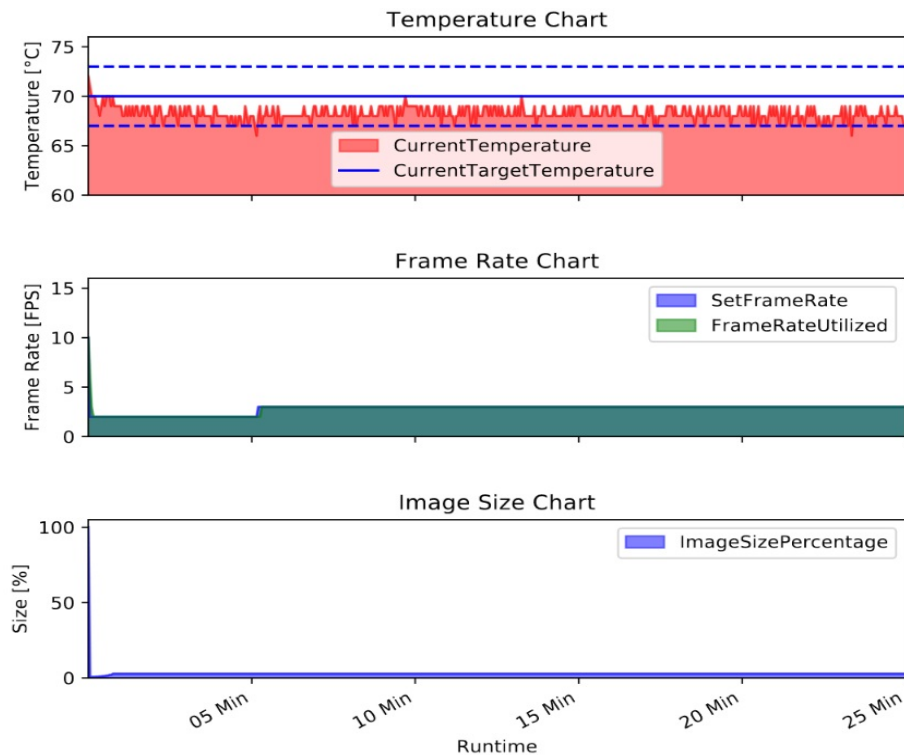 Temperature Chart
Temperature [°C]
75
70
65
60
CurrentTemperature
CurrentTargetTemperature
Frame Rate Chart
Frame Rate [FPS]
15
10
5
0
SetFrameRate
FrameRateUtilized
Image Size Chart
Size [%]
100
50
0
ImageSizePercentage
05 Min
10 Min
15 Min
20 Min
25 Min
Runtime